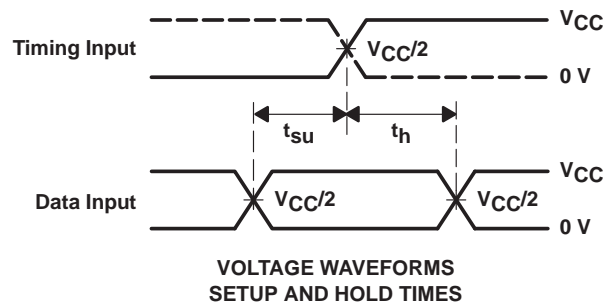 VCC
Timing Input
VCC/2
0 V
tsu
th
VCC
Data Input
VCC/2
VCC/2
0 V
VOLTAGE WAVEFORMS
SETUP AND HOLD TIMES